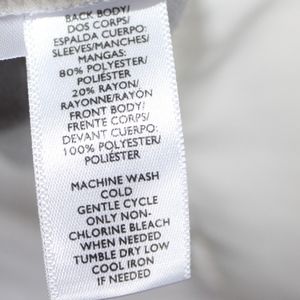 BACK BODY/
DOS CORPS/
ESPALDA CUERPO:
SLEEVES/MANCHES/
MANGAS:
80% POLYESTER/
POLIÉSTER
20% RAYON/
RAYONNE/RAYON
FRONT BODY/
FRENTE CORPS/
DEVANT CUERPO:
100% POLYESTER/
POLIÉSTER
MACHINE WASH
COLD
GENTLE CYCLE
ONLY NON-
CHLORINE BLEACH
WHEN NEEDED
TUMBLE DRY LOW
COOL IRON
IF NEEDED